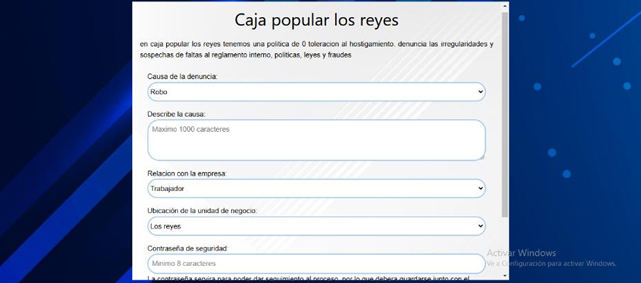 Caja popular los reyes
en caja popular los reyes tenemos una politica de 0 toleracion al hostigamiento. denuncia las irregularidades y
sospechas de faltas al reglamento interno, politicas, leyes y fraudes
Causa de la denuncia:
Robo
Describe la causa:
Maximo 1000 caracteres
Relacion con la empresa:
Trabajador
Ubicación de la unidad de negocio:
Los reyes
Contraseña de seguridad:
Minimo 8 caracteres
La contraseña servira para poder dar seguimiento al proceso, por lo que debera guardarse junto con el
Activar Windows
Ve a Configuración para activar Windows.